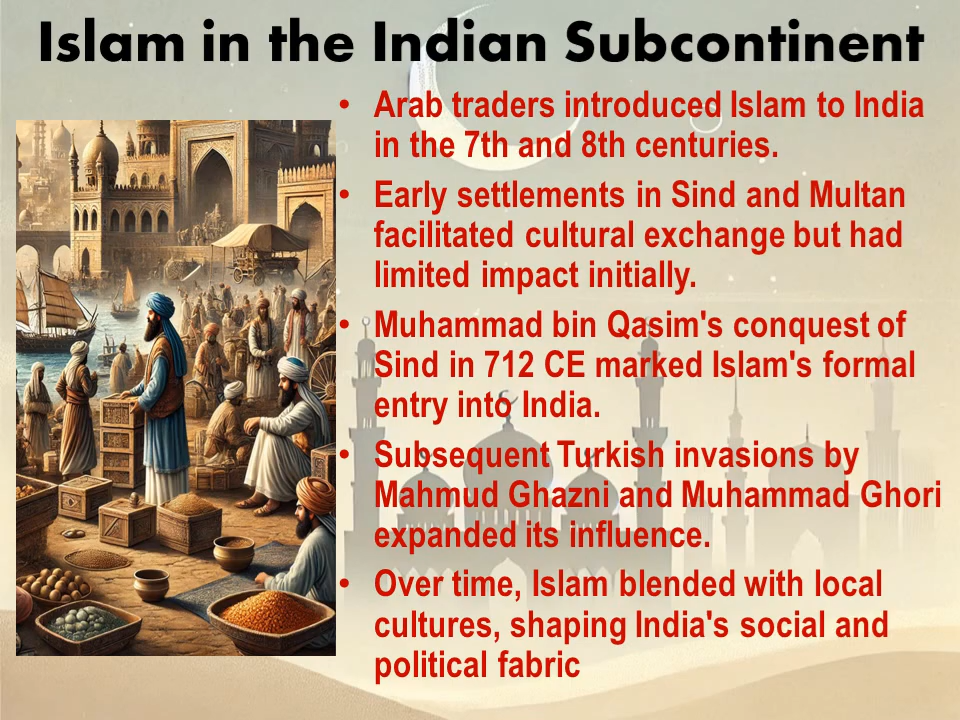 Islam in the Indian Subcontinent
• Arab traders introduced Islam to India
in the 7th and 8th centuries.
• Early settlements in Sind and Multan
facilitated cultural exchange but had
limited impact initially.
• Muhammad bin Qasim's conquest of
Sind in 712 CE marked Islam's formal
entry into India.
• Subsequent Turkish invasions by
Mahmud Ghazni and Muhammad Ghori
expanded its influence.
• Over time, Islam blended with local
cultures, shaping India's social and
political fabric